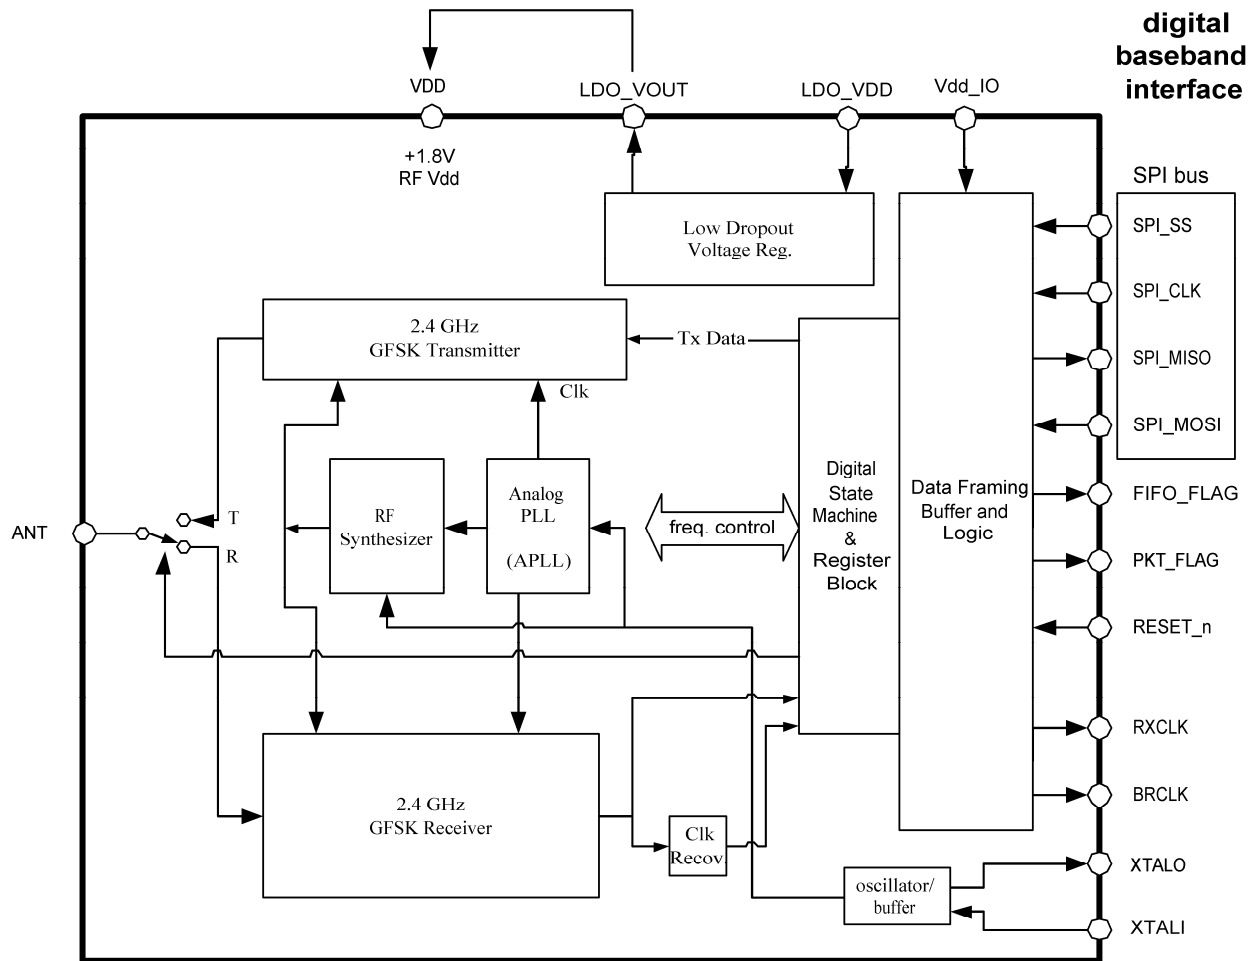 digital
baseband
interface
VDD
LDO_VOUT
LDO_VDD
Vdd_IO
+1.8V
RF Vdd
SPI bus
Low Dropout
Voltage Reg.
SPI_SS
SPI_CLK
2.4 GHz
GFSK Transmitter
Tx Data
SPI_MISO
Clk
SPI_MOSI
Digital
State
Machine
&
Register
Block
Data Framing
Buffer and
Logic
FIFO_FLAG
Analog
PLL
(APLL)
RF
Synthesizer
freq. control
ANT
T
R
PKT_FLAG
RESET_n
RXCLK
2.4 GHz
GFSK Receiver
BRCLK
Clk
Recov.
oscillator/
buffer
XTALO
XTALI